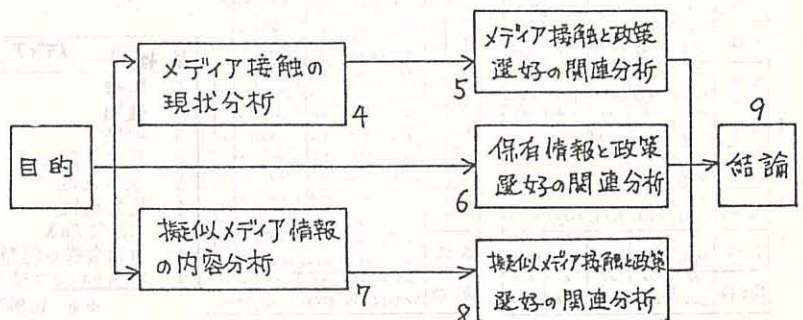 目的
メディア接触の
現状分析
4
メディア接触と政策
選好の関連分析
5
保有情報と政策
選好の関連分析
6
擬似メディア情報
の内容分析
7
擬似メディア接触と政策
選好の関連分析
8
9
結論